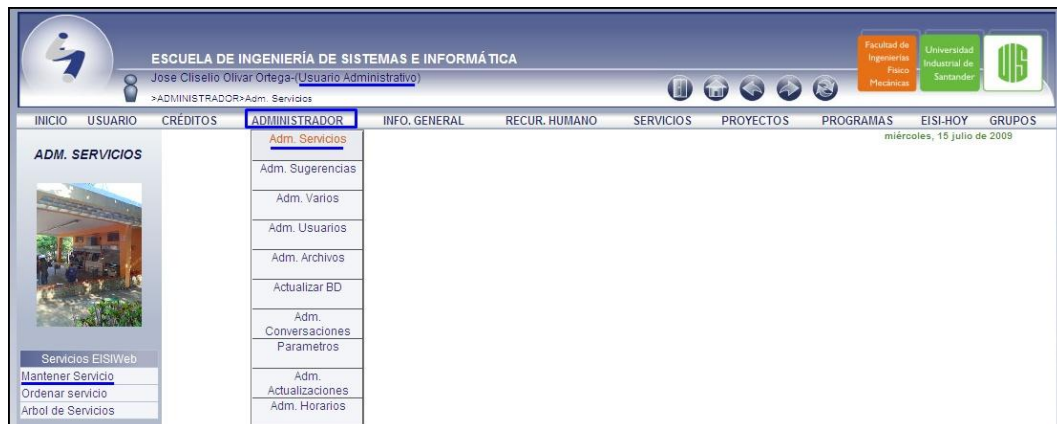 ESCUELA DE INGENIERÍA DE SISTEMAS E INFORMÁTICA
Jose Cliselio Olivar Ortega-(Usuario Administrativo)
>ADMINISTRADOR>Adm. Servicios
Facultad de
Ingenierías
Físico
Mecánicas
Universidad
Industrial de
Santander
UIS
INICIO USUARIO CRÉDITOS ADMINISTRADOR INFO. GENERAL RECUR. HUMANO SERVICIOS PROYECTOS PROGRAMAS EISI-HOY GRUPOS
miércoles, 15 julio de 2009
ADM. SERVICIOS
Adm. Servicios
Adm. Sugerencias
Adm. Varios
Adm. Usuarios
Adm. Archivos
Actualizar BD
Adm.
Conversaciones
Parametros
Adm.
Actualizaciones
Adm. Horarios
Servicios EISIWeb
Mantener Servicio
Ordenar servicio
Arbol de Servicios